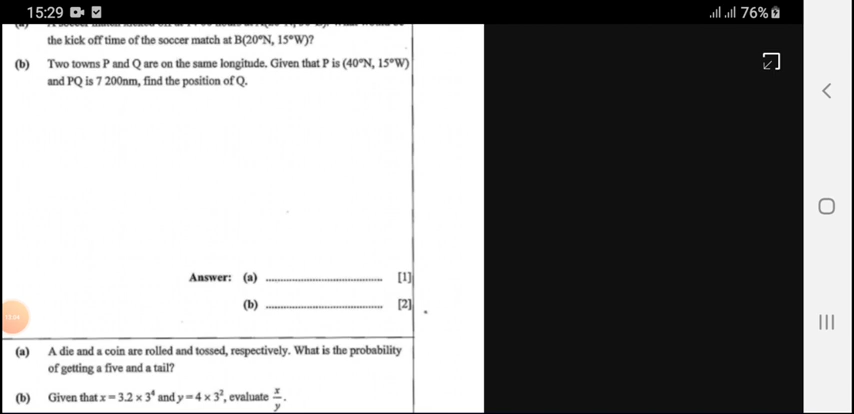 15:29
76%
the kick off time of the soccer match at B(20°N, 15°W)?
(b) Two towns P and Q are on the same longitude. Given that P is (40°N, 15°W)
and PQ is 7 200nm, find the position of Q.
Answer: (a) ........................................ [1]
(b) ........................................ [2]
(a) A die and a coin are rolled and tossed, respectively. What is the probability
of getting a five and a tail?
(b) Given that x = 3.2 × 3⁴ and y = 4 × 3², evaluate x/y.